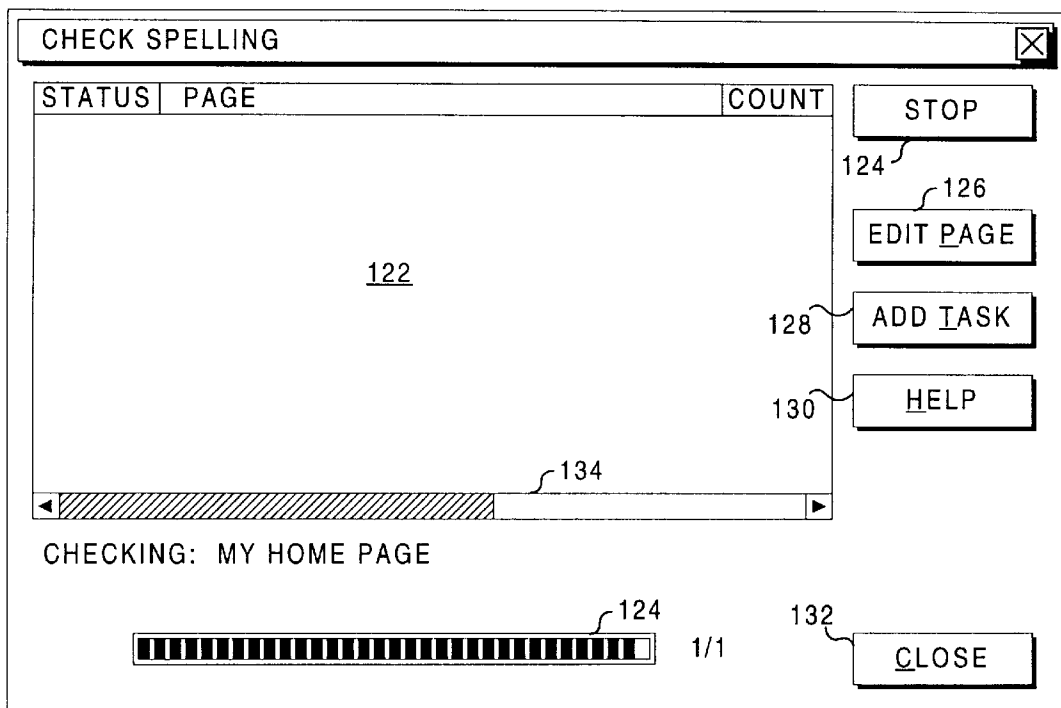 CHECK SPELLING
STATUS PAGE COUNT
STOP
124
126
EDIT PAGE
122
128 ADD TASK
130 HELP
134
CHECKING: MY HOME PAGE
124
1/1
132
CLOSE